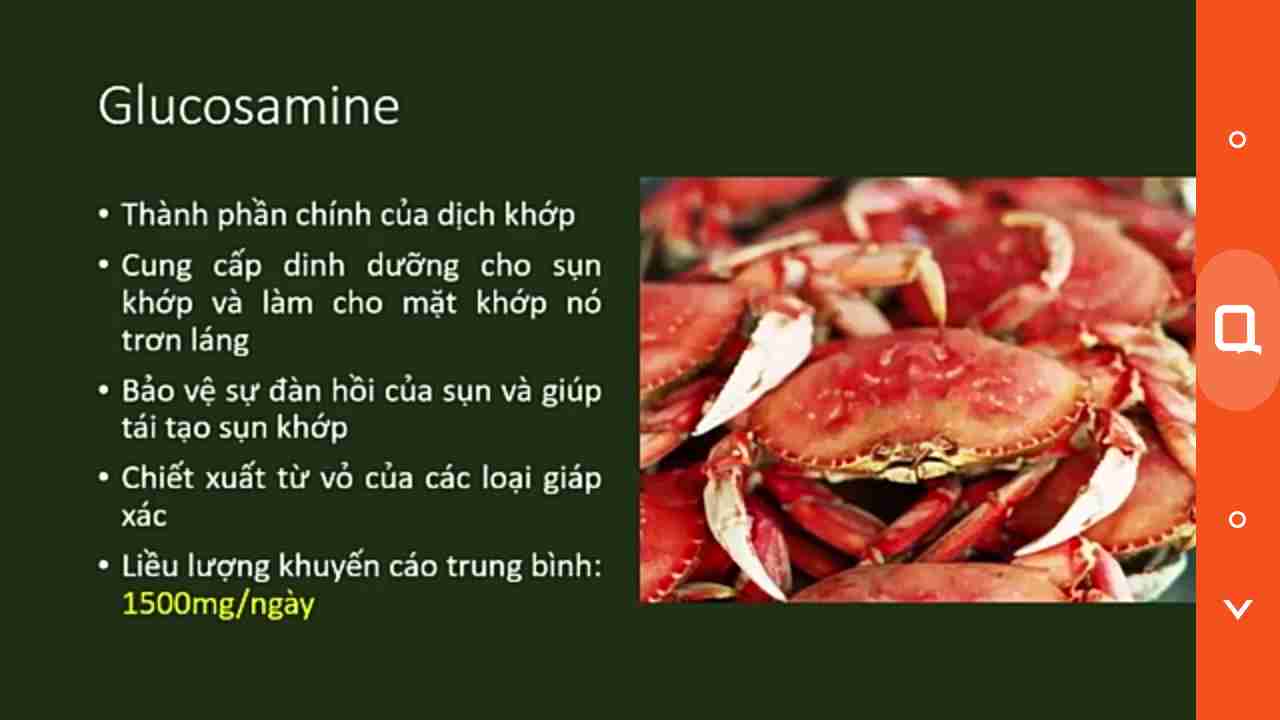 Glucosamine
• Thành phần chính của dịch khớp
• Cung cấp dinh dưỡng cho sụn
khớp và làm cho mặt khớp nó
trơn láng
• Bảo vệ sự đàn hồi của sụn và giúp
tái tạo sụn khớp
• Chiết xuất từ vỏ của các loại giáp
xác
• Liều lượng khuyến cáo trung bình:
1500mg/ngày